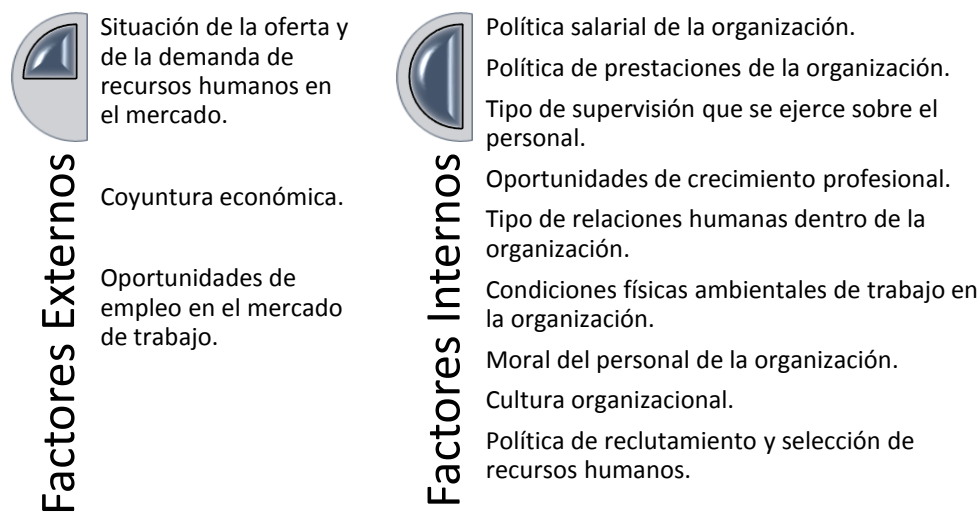 Factores Externos
Situación de la oferta y
de la demanda de
recursos humanos en
el mercado.
Coyuntura económica.
Oportunidades de
empleo en el mercado
de trabajo.
Factores Internos
Política salarial de la organización.
Política de prestaciones de la organización.
Tipo de supervisión que se ejerce sobre el
personal.
Oportunidades de crecimiento profesional.
Tipo de relaciones humanas dentro de la
organización.
Condiciones físicas ambientales de trabajo en
la organización.
Moral del personal de la organización.
Cultura organizacional.
Política de reclutamiento y selección de
recursos humanos.